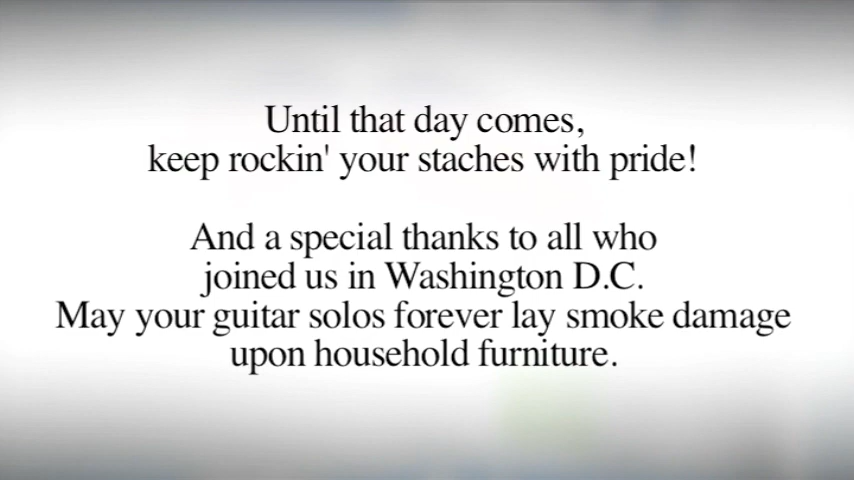 Until that day comes,
keep rockin' your staches with pride!
And a special thanks to all who
joined us in Washington D.C.
May your guitar solos forever lay smoke damage
upon household furniture.